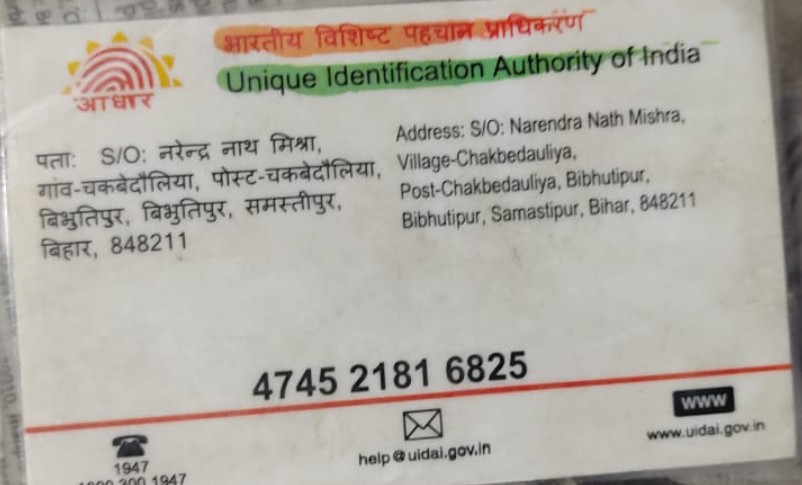 भारतीय विशिष्ट पहचान प्राधिकरण
Unique Identification Authority of India
आधार
पता: S/O: नरेन्द्र नाथ मिश्रा,
गांव-चकबेदौलिया, पोस्ट-चकबेदौलिया,
बिभुतिपुर, बिभुतिपुर, समस्तीपुर,
बिहार, 848211
Address: S/O: Narendra Nath Mishra,
Village-Chakbedauliya,
Post-Chakbedauliya, Bibhutipur,
Bibhutipur, Samastipur, Bihar, 848211
4745 2181 6825
1947
300 1947
help@uidai.gov.in
www
www.uidai.gov.in